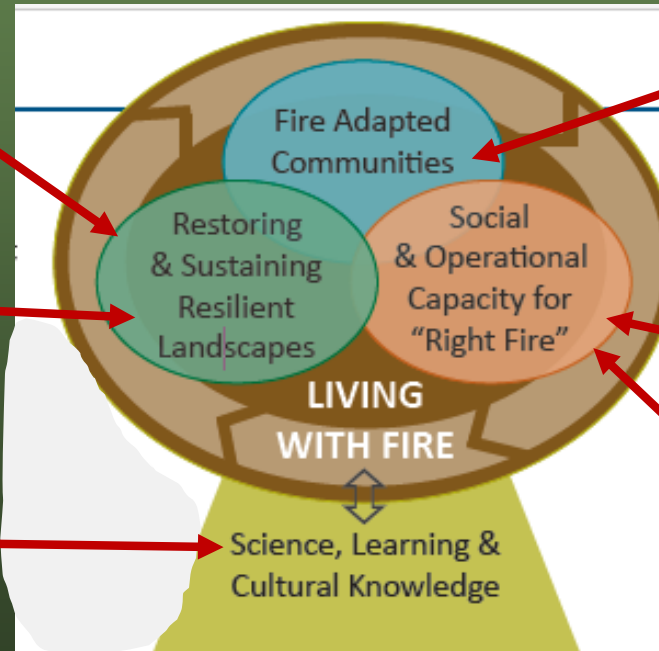 Fire Adapted
Communities
Restoring
& Sustaining
Resilient
Landscapes
Social
& Operational
Capacity for
“Right Fire”
LIVING
WITH FIRE
Science, Learning &
Cultural Knowledge